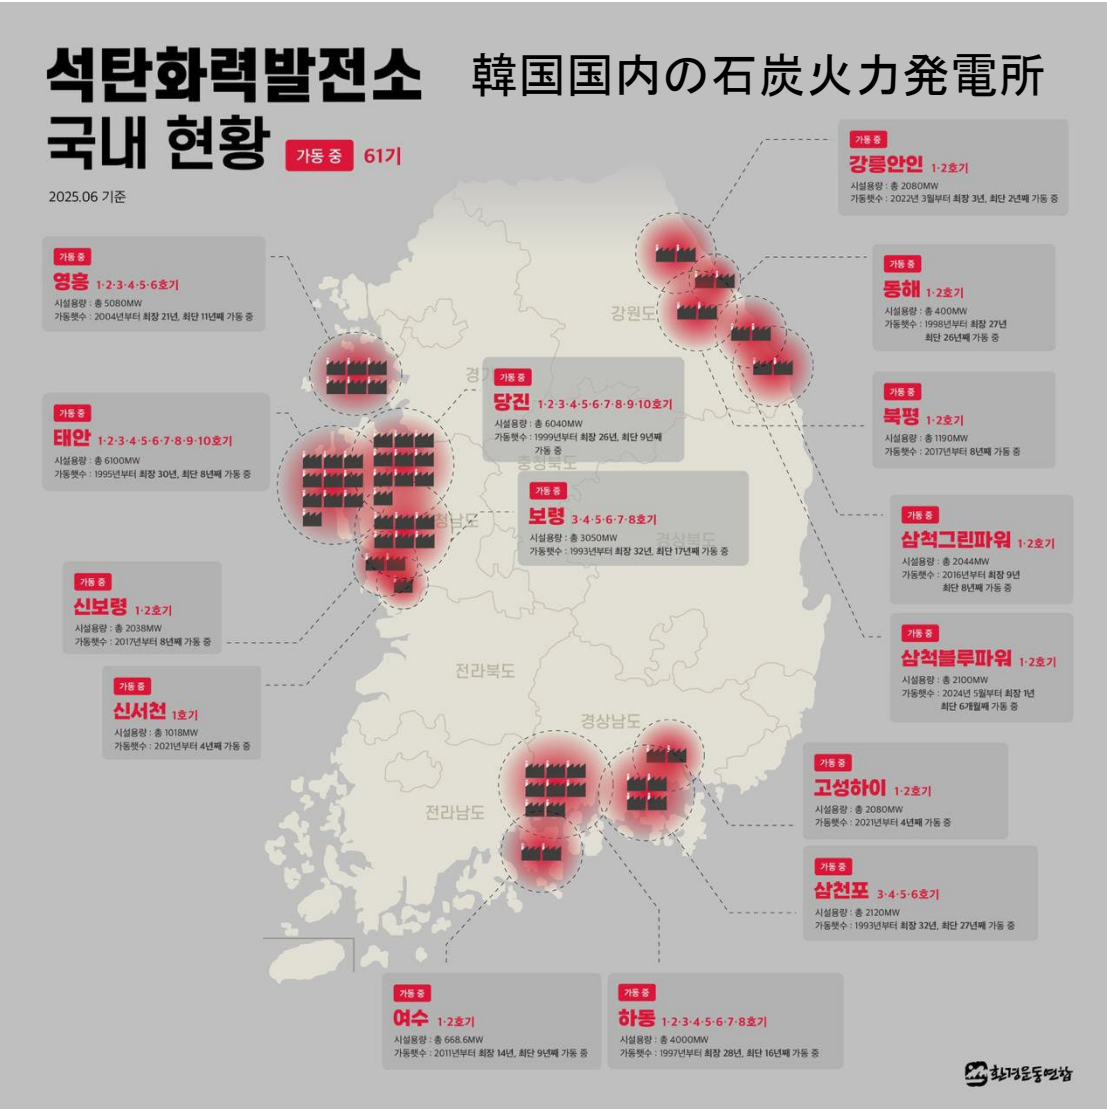 석탄화력발전소
韓国国内の石炭火力発電所
국내 현황 가동 중 61기
2025.06 기준
가동 중
강릉안인 1·2호기
시설용량 : 총 2080MW
가동햇수 : 2022년 3월부터 최장 3년, 최단 2년째 가동 중
가동 중
영흥 1·2·3·4·5·6호기
시설용량 : 총 5080MW
가동햇수 : 2004년부터 최장 21년, 최단 11년째 가동 중
가동 중
동해 1·2호기
시설용량 : 총 400MW
가동햇수 : 1998년부터 최장 27년
최단 26년째 가동 중
강원도
경기
가동 중
당진 1·2·3·4·5·6·7·8·9·10호기
시설용량 : 총 6040MW
가동햇수 : 1999년부터 최장 26년, 최단 9년째
가동 중
충청북도
가동 중
북평 1·2호기
시설용량 : 총 1190MW
가동햇수 : 2017년부터 8년째 가동 중
가동 중
태안 1·2·3·4·5·6·7·8·9·10호기
시설용량 : 총 6100MW
가동햇수 : 1995년부터 최장 30년, 최단 8년째 가동 중
가동 중
보령 3·4·5·6·7·8호기
시설용량 : 총 3050MW
가동햇수 : 1993년부터 최장 32년, 최단 17년째 가동 중
청남도
경상북도
가동 중
삼척그린파워 1·2호기
시설용량 : 총 2044MW
가동햇수 : 2016년부터 최장 9년
최단 8년째 가동 중
가동 중
신보령 1·2호기
시설용량 : 총 2038MW
가동햇수 : 2017년부터 8년째 가동 중
가동 중
삼척블루파워 1·2호기
시설용량 : 총 2100MW
가동햇수 : 2024년 5월부터 최장 1년
최단 6개월째 가동 중
가동 중
신서천 1호기
시설용량 : 총 1018MW
가동햇수 : 2021년부터 4년째 가동 중
전라북도
경상남도
전라남도
가동 중
고성하이 1·2호기
시설용량 : 총 2080MW
가동햇수 : 2021년부터 4년째 가동 중
가동 중
삼천포 3·4·5·6호기
시설용량 : 총 2120MW
가동햇수 : 1993년부터 최장 32년, 최단 27년째 가동 중
가동 중
여수 1·2호기
시설용량 : 총 668.6MW
가동햇수 : 2011년부터 최장 14년, 최단 9년째 가동 중
가동 중
하동 1·2·3·4·5·6·7·8호기
시설용량 : 총 4000MW
가동햇수 : 1997년부터 최장 28년, 최단 16년째 가동 중
환경운동연합